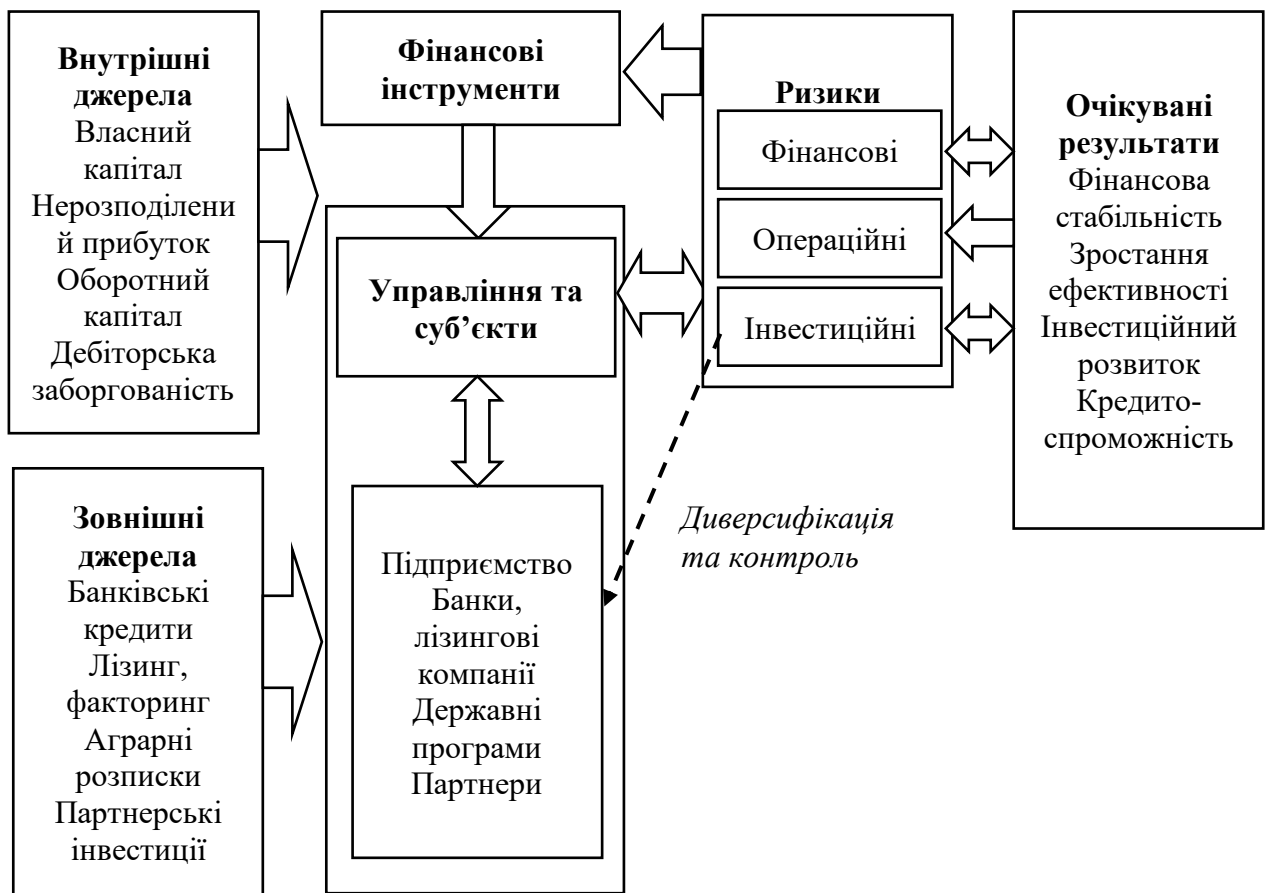 Внутрішні
джерела
Власний
капітал
Нерозподілени
й прибуток
Оборотний
капітал
Дебіторська
заборгованість
Зовнішні
джерела
Банківські
кредити
Лізинг,
факторинг
Аграрні
розписки
Партнерські
інвестиції
Фінансові
інструменти
Управління та
суб’єкти
Підприємство
Банки,
лізингові
компанії
Державні
програми
Партнери
Ризики
Фінансові
Операційні
Інвестиційні
Диверсифікація
та контроль
Очікувані
результати
Фінансова
стабільність
Зростання
ефективності
Інвестиційний
розвиток
Кредито-
спроможність